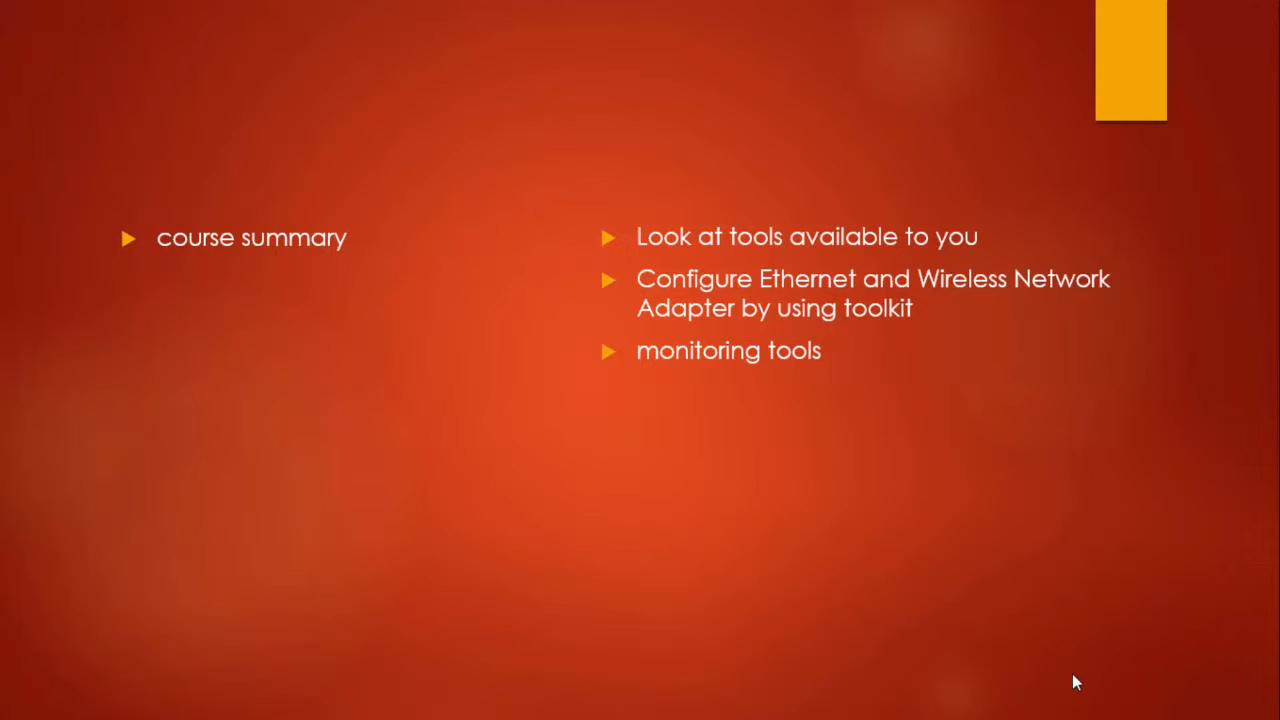 course summary
Look at tools available to you
Configure Ethernet and Wireless Network
Adapter by using toolkit
monitoring tools